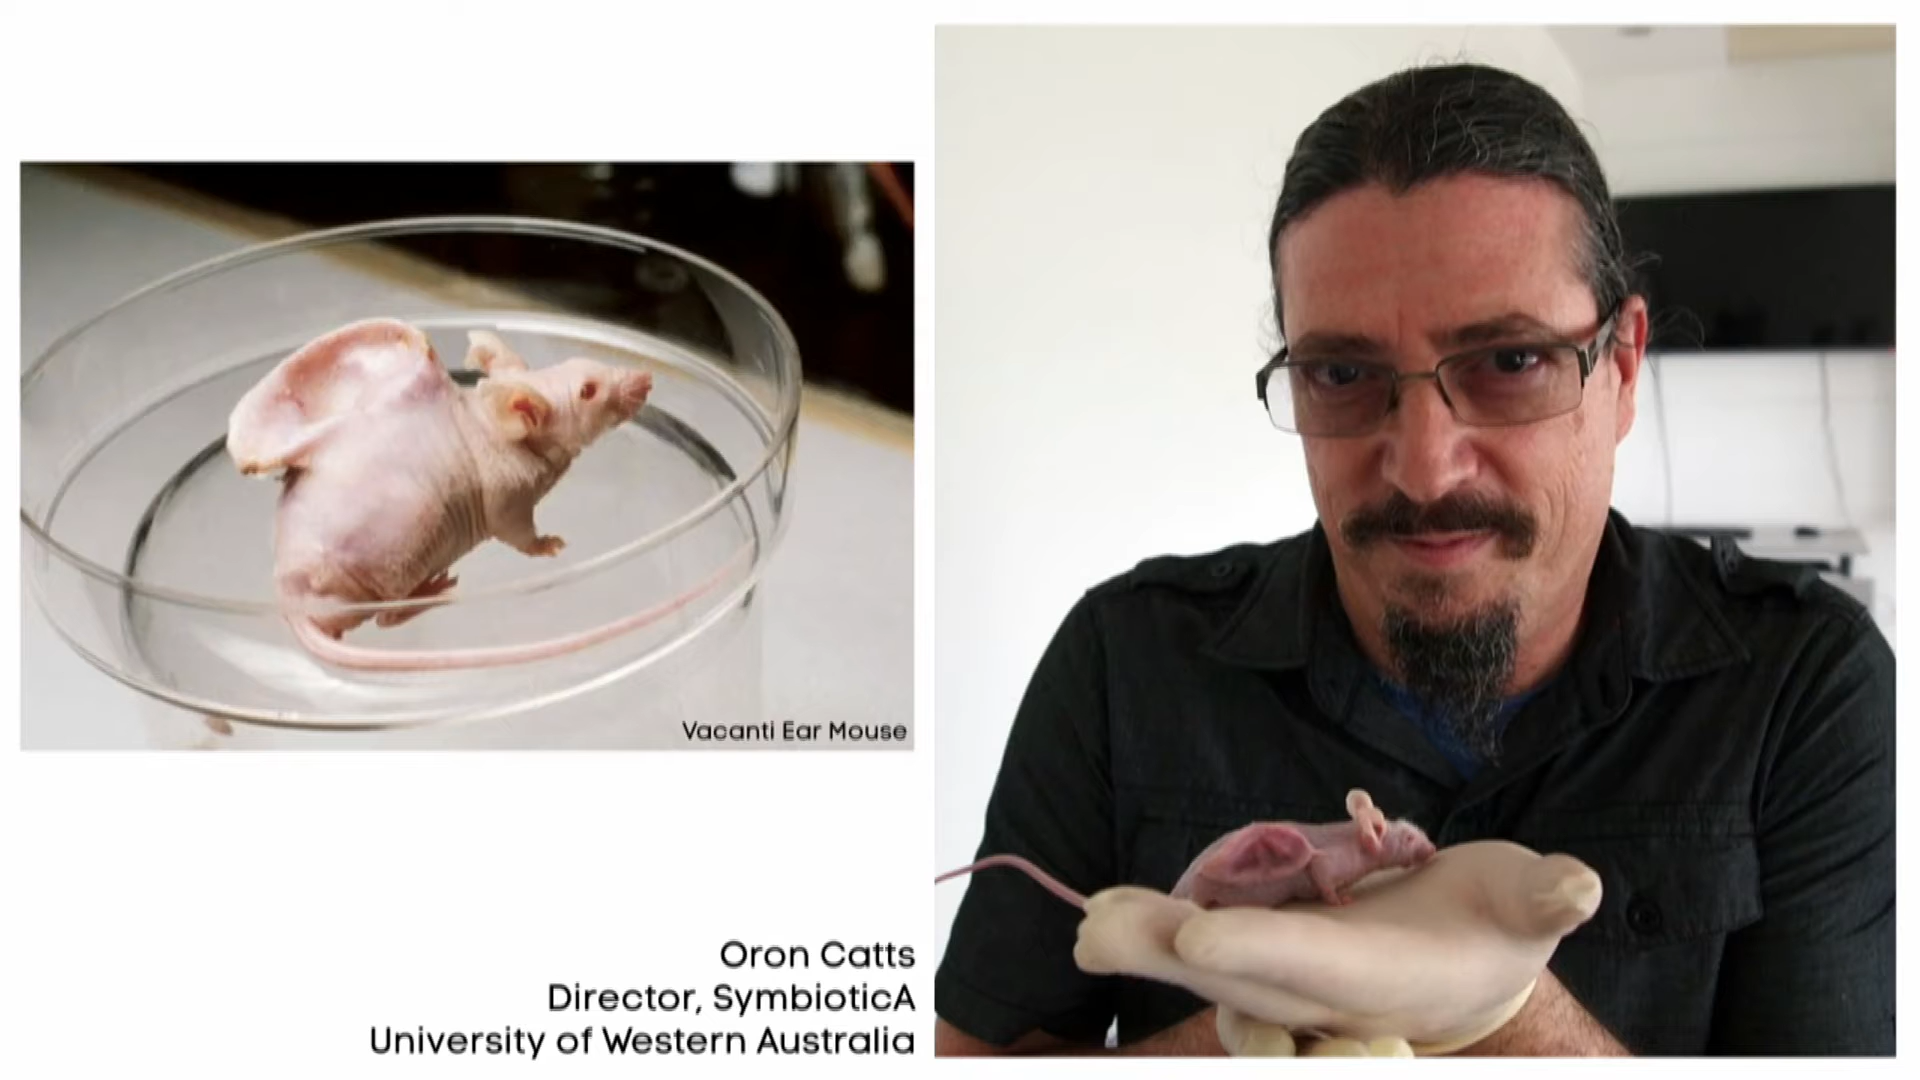 Vacanti Ear Mouse
Oron Catts
Director, SymbioticA
University of Western Australia